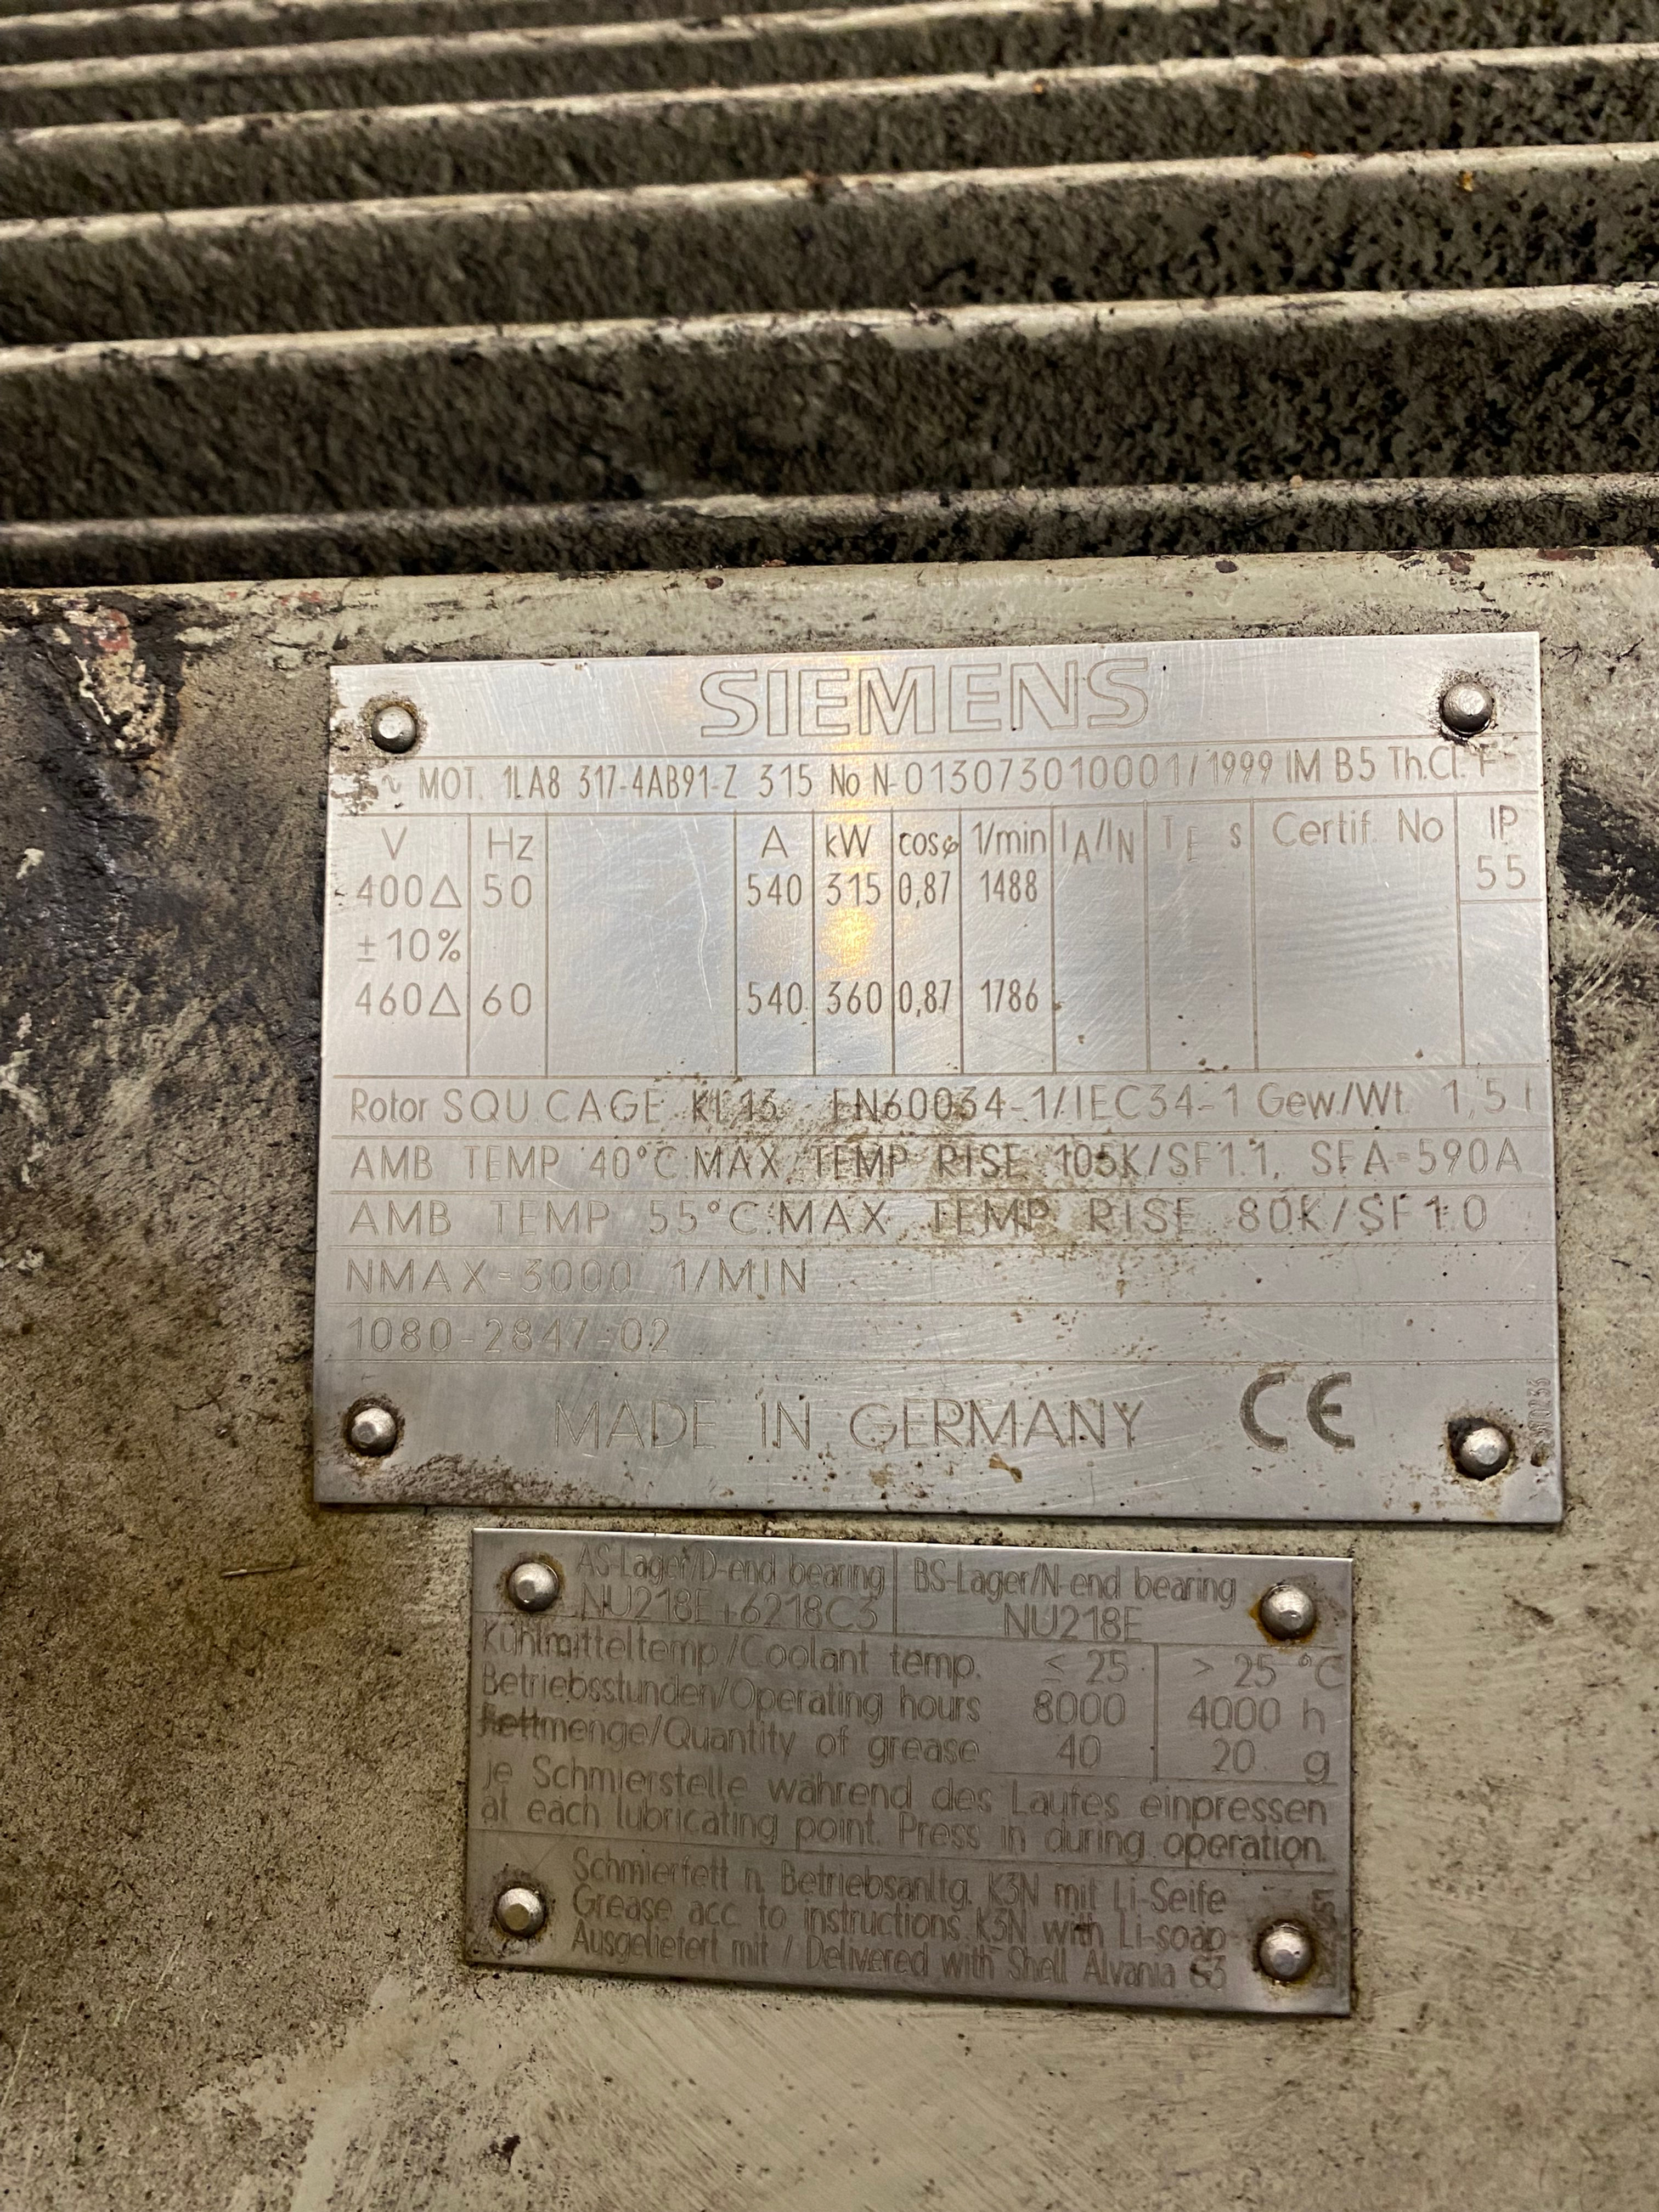 SIEMENS
~ MOT. 1LA8 317-4AB91-Z 315 No N-013073010001/1999 IM B5 Th.Cl. F
V Hz A kW cosφ 1/min IA/IN TE s Certif. No IP
400△ 50 540 315 0,87 1488 55
±10%
460△ 60 540 360 0,87 1786
Rotor SQU.CAGE KL13 EN60034-1/IEC34-1 Gew./Wt. 1,5 t
AMB TEMP 40°C:MAX TEMP RISE 105K/SF1.1, SFA=590A
AMB TEMP 55°C:MAX TEMP RISE 80K/SF1.0
NMAX=3000 1/MIN
1080-2847-02
MADE IN GERMANY CE
AS-Lager/D-end bearing BS-Lager/N-end bearing
NU218E+6218C3 NU218E
Kühlmitteltemp./Coolant temp. ≤ 25 > 25 °C
Betriebsstunden/Operating hours 8000 4000 h
Fettmenge/Quantity of grease 40 20 g
je Schmierstelle während des Laufes einpressen
at each lubricating point. Press in during operation.
Schmierfett n. Betriebsanltg. K3N mit Li-Seife
Grease acc. to instructions K3N with Li-soap
Ausgeliefert mit / Delivered with Shell Alvania G3